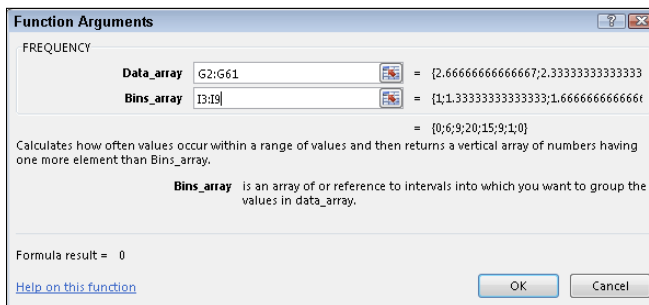 Function Arguments
FREQUENCY
Data_array G2:G61 = {2.66666666666667;2.33333333333333
Bins_array I3:I9 = {1;1.33333333333333;1.66666666666
= {0;6;9;20;15;9;1;0}
Calculates how often values occur within a range of values and then returns a vertical array of numbers having
one more element than Bins_array.
Bins_array is an array of or reference to intervals into which you want to group the
values in data_array.
Formula result = 0
Help on this function
OK Cancel